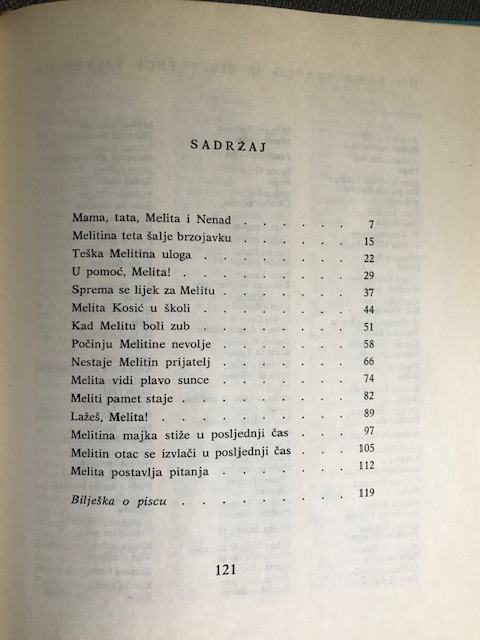 SADRŽAJ
Mama, tata, Melita i Nenad . . . . . . 7
Melitina teta šalje brzojavku . . . . . . 15
Teška Melitina uloga . . . . . . . . 22
U pomoć, Melita! . . . . . . . . . 29
Sprema se lijek za Melitu . . . . . . . 37
Melita Kosić u školi . . . . . . . . 44
Kad Melitu boli zub . . . . . . . . 51
Počinju Melitine nevolje . . . . . . . 58
Nestaje Melitin prijatelj . . . . . . . 66
Melita vidi plavo sunce . . . . . . . 74
Meliti pamet staje . . . . . . . . . 82
Lažeš, Melita! . . . . . . . . . . 89
Melitina majka stiže u posljednji čas . . . 97
Melitin otac se izvlači u posljednji čas . . . 105
Melita postavlja pitanja . . . . . . . 112
Bilješka o piscu . . . . . . . . . 119
121